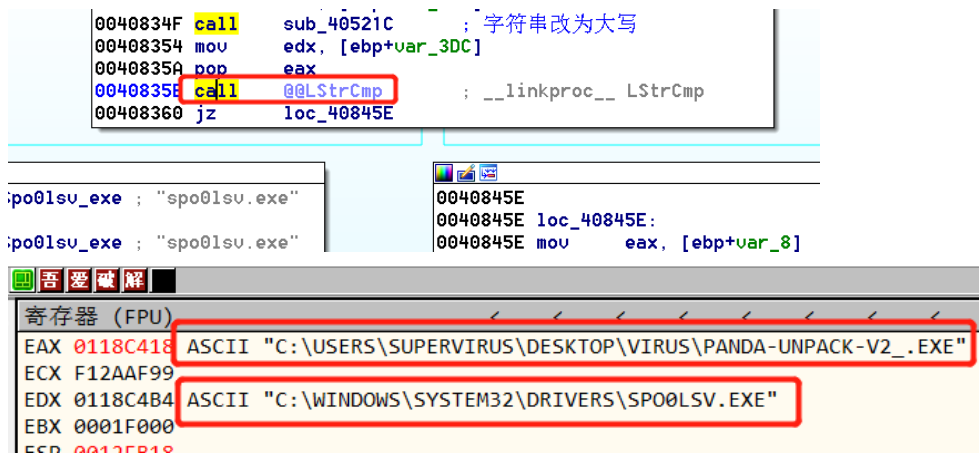 0040834F call sub_40521C ; 字符串改为大写
00408354 mov edx, [ebp+var_3DC]
0040835A pop eax
0040835B call @@LStrCmp ; __linkproc__ LStrCmp
00408360 jz loc_40845E
Spo0lsv_exe ; "spo0lsv.exe"
Spo0lsv_exe ; "spo0lsv.exe"
0040845E
0040845E loc_40845E:
0040845E mov eax, [ebp+var_8]
吾爱破解
寄存器 (FPU) < < < < < < < <
EAX 0118C418 ASCII "C:\USERS\SUPERVIRUS\DESKTOP\VIRUS\PANDA-UNPACK-V2_.EXE"
ECX F12AAF99
EDX 0118C4B4 ASCII "C:\WINDOWS\SYSTEM32\DRIVERS\SPO0LSV.EXE"
EBX 0001F000
ESP 0012FB18